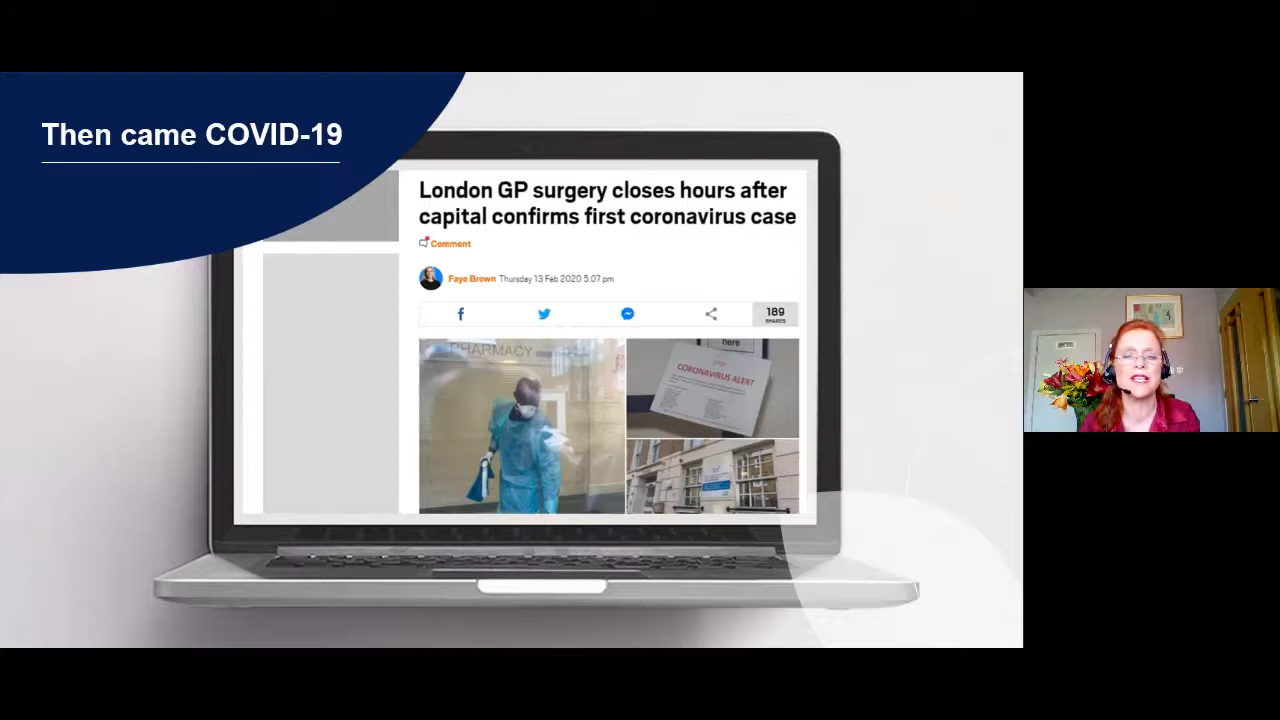 Then came COVID-19
London GP surgery closes hours after
capital confirms first coronavirus case
Comment
Faye Brown Thursday 13 Feb 2020 5:07 pm
189
SHARES
PHARMACY
here
CORONAVIRUS ALERT